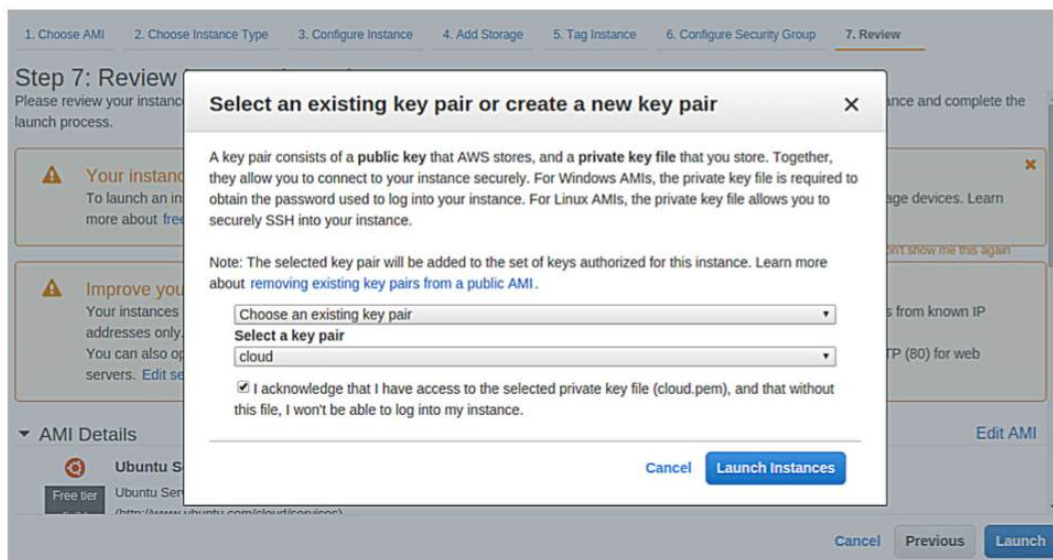 1. Choose AMI 2. Choose Instance Type 3. Configure Instance 4. Add Storage 5. Tag Instance 6. Configure Security Group 7. Review
Step 7: Review
Please review your instance
ance and complete the
launch process.
Select an existing key pair or create a new key pair
A key pair consists of a public key that AWS stores, and a private key file that you store. Together,
they allow you to connect to your instance securely. For Windows AMIs, the private key file is required to
obtain the password used to log into your instance. For Linux AMIs, the private key file allows you to
securely SSH into your instance.
Note: The selected key pair will be added to the set of keys authorized for this instance. Learn more
about removing existing key pairs from a public AMI.
Choose an existing key pair
Select a key pair
cloud
I acknowledge that I have access to the selected private key file (cloud.pem), and that without
this file, I won't be able to log into my instance.
Cancel Launch Instances
Your instanc
To launch an in
age devices. Learn
more about free
on't show me this again
Improve you
Your instances
s from known IP
addresses only.
You can also op
TP (80) for web
servers. Edit se
AMI Details
Edit AMI
Ubuntu S
Free tier
Ubuntu Ser
(http://www.ubuntu.com/cloud/services)
Cancel Previous Launch